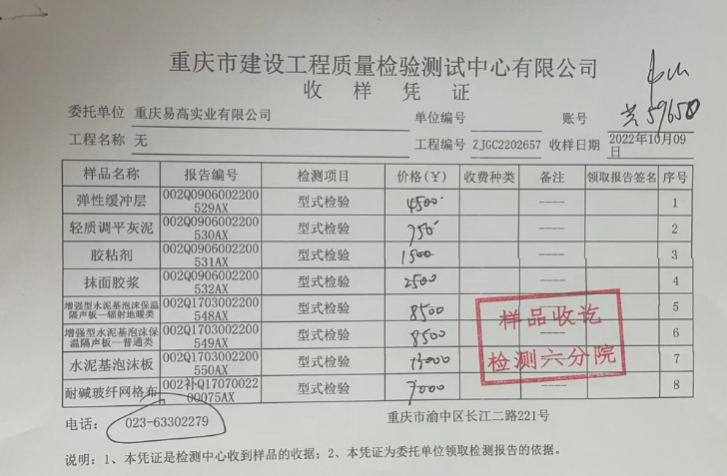 重庆市建设工程质量检验测试中心有限公司
收 样 凭 证
共59650
委托单位 重庆易高实业有限公司 单位编号 账号
工程名称 无 工程编号 ZJGC2202657 收样日期 2022年10月09日
样品名称 报告编号 检测项目 价格(¥) 收费种类 备注 领取报告签名 序号
弹性缓冲层 002Q0906002200529AX 型式检验 4500 ---- 1
轻质调平灰泥 002Q0906002200530AX 型式检验 750 ---- 2
胶粘剂 002Q0906002200531AX 型式检验 1500 ---- 3
抹面胶浆 002Q0906002200532AX 型式检验 2500 ---- 4
增强型水泥基泡沫保温隔声板—辐射地暖类 002Q1703002200548AX 型式检验 8500 5
增强型水泥基泡沫保温隔声板—普通类 002Q1703002200549AX 型式检验 8500 6
水泥基泡沫板 002Q1703002200550AX 型式检验 13000 7
耐碱玻纤网格布 002补Q1707002200075AX 型式检验 7000 ---- 8
样品收讫
检测六分院
电话: 023-63302279 重庆市渝中区长江二路221号
说明: 1、本凭证是检测中心收到样品的收据; 2、本凭证为委托单位领取检测报告的依据。